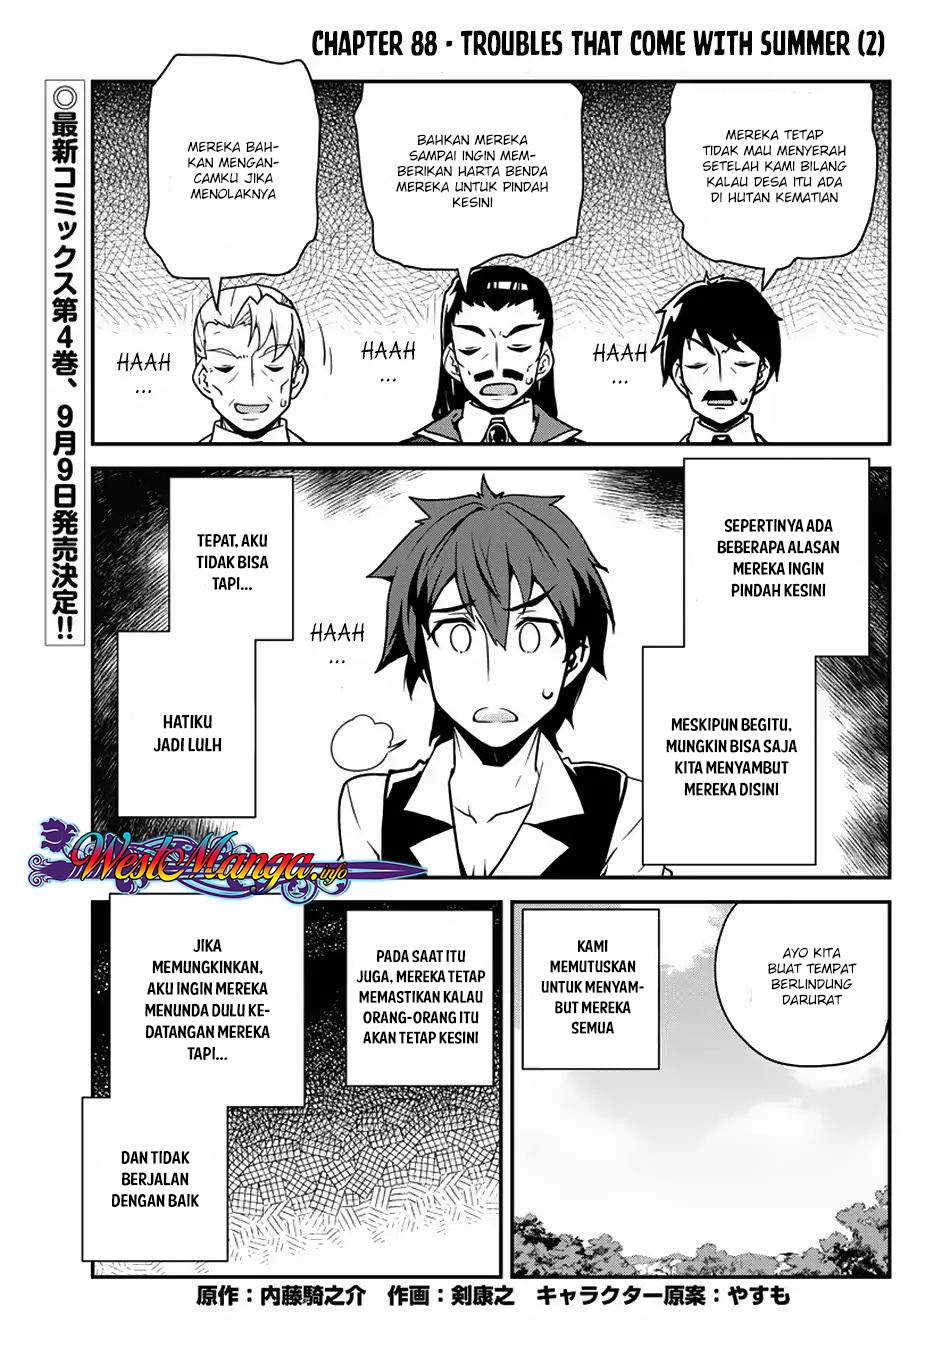 CHAPTER 88 - TROUBLES THAT COME WITH SUMMER (2)
◎最新コミックス第4巻、9月9日発売決定!!
MEREKA TETAP
TIDAK MAU MENYERAH
SETELAH KAMI BILANG
KALAU DESA ITU ADA
DI HUTAN KEMATIAN
BAHKAN MEREKA
SAMPAI INGIN MEM-
BERIKAN HARTA BENDA
MEREKA UNTUK PINDAH
KESINI
MEREKA BAH-
KAN MENGAN-
CAMKU JIKA
MENOLAKNYA
HAAH
...
HAAH
...
HAAH
...
SEPERTINYA ADA
BEBERAPA ALASAN
MEREKA INGIN
PINDAH KESINI
MESKIPUN BEGITU,
MUNGKIN BISA SAJA
KITA MENYAMBUT
MEREKA DISINI
HAAH
...
TEPAT, AKU
TIDAK BISA
TAPI...
HATIKU
JADI LULH
WestManga.info
AYO KITA
BUAT TEMPAT
BERLINDUNG
DARURAT
KAMI
MEMUTUSKAN
UNTUK MENYAM-
BUT MEREKA
SEMUA
PADA SAAT ITU
JUGA, MEREKA TETAP
MEMASTIKAN KALAU
ORANG-ORANG ITU
AKAN TETAP KESINI
JIKA
MEMUNGKINKAN,
AKU INGIN MEREKA
MENUNDA DULU KE-
DATANGAN MEREKA
TAPI...
DAN TIDAK
BERJALAN
DENGAN BAIK
原作:内藤騎之介 作画:剣康之 キャラクター原案:やすも